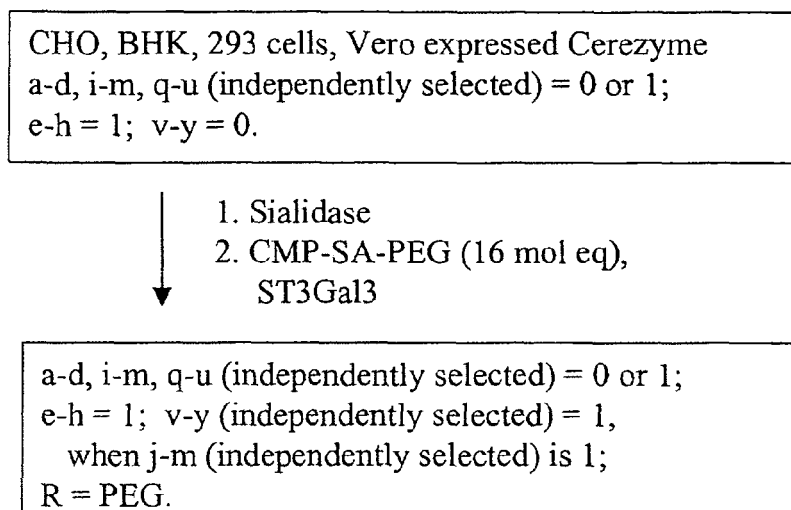 CHO, BHK, 293 cells, Vero expressed Cerezyme
a-d, i-m, q-u (independently selected) = 0 or 1;
e-h = 1; v-y = 0.
1. Sialidase
2. CMP-SA-PEG (16 mol eq),
ST3Gal3
a-d, i-m, q-u (independently selected) = 0 or 1;
e-h = 1; v-y (independently selected) = 1,
when j-m (independently selected) is 1;
R = PEG.